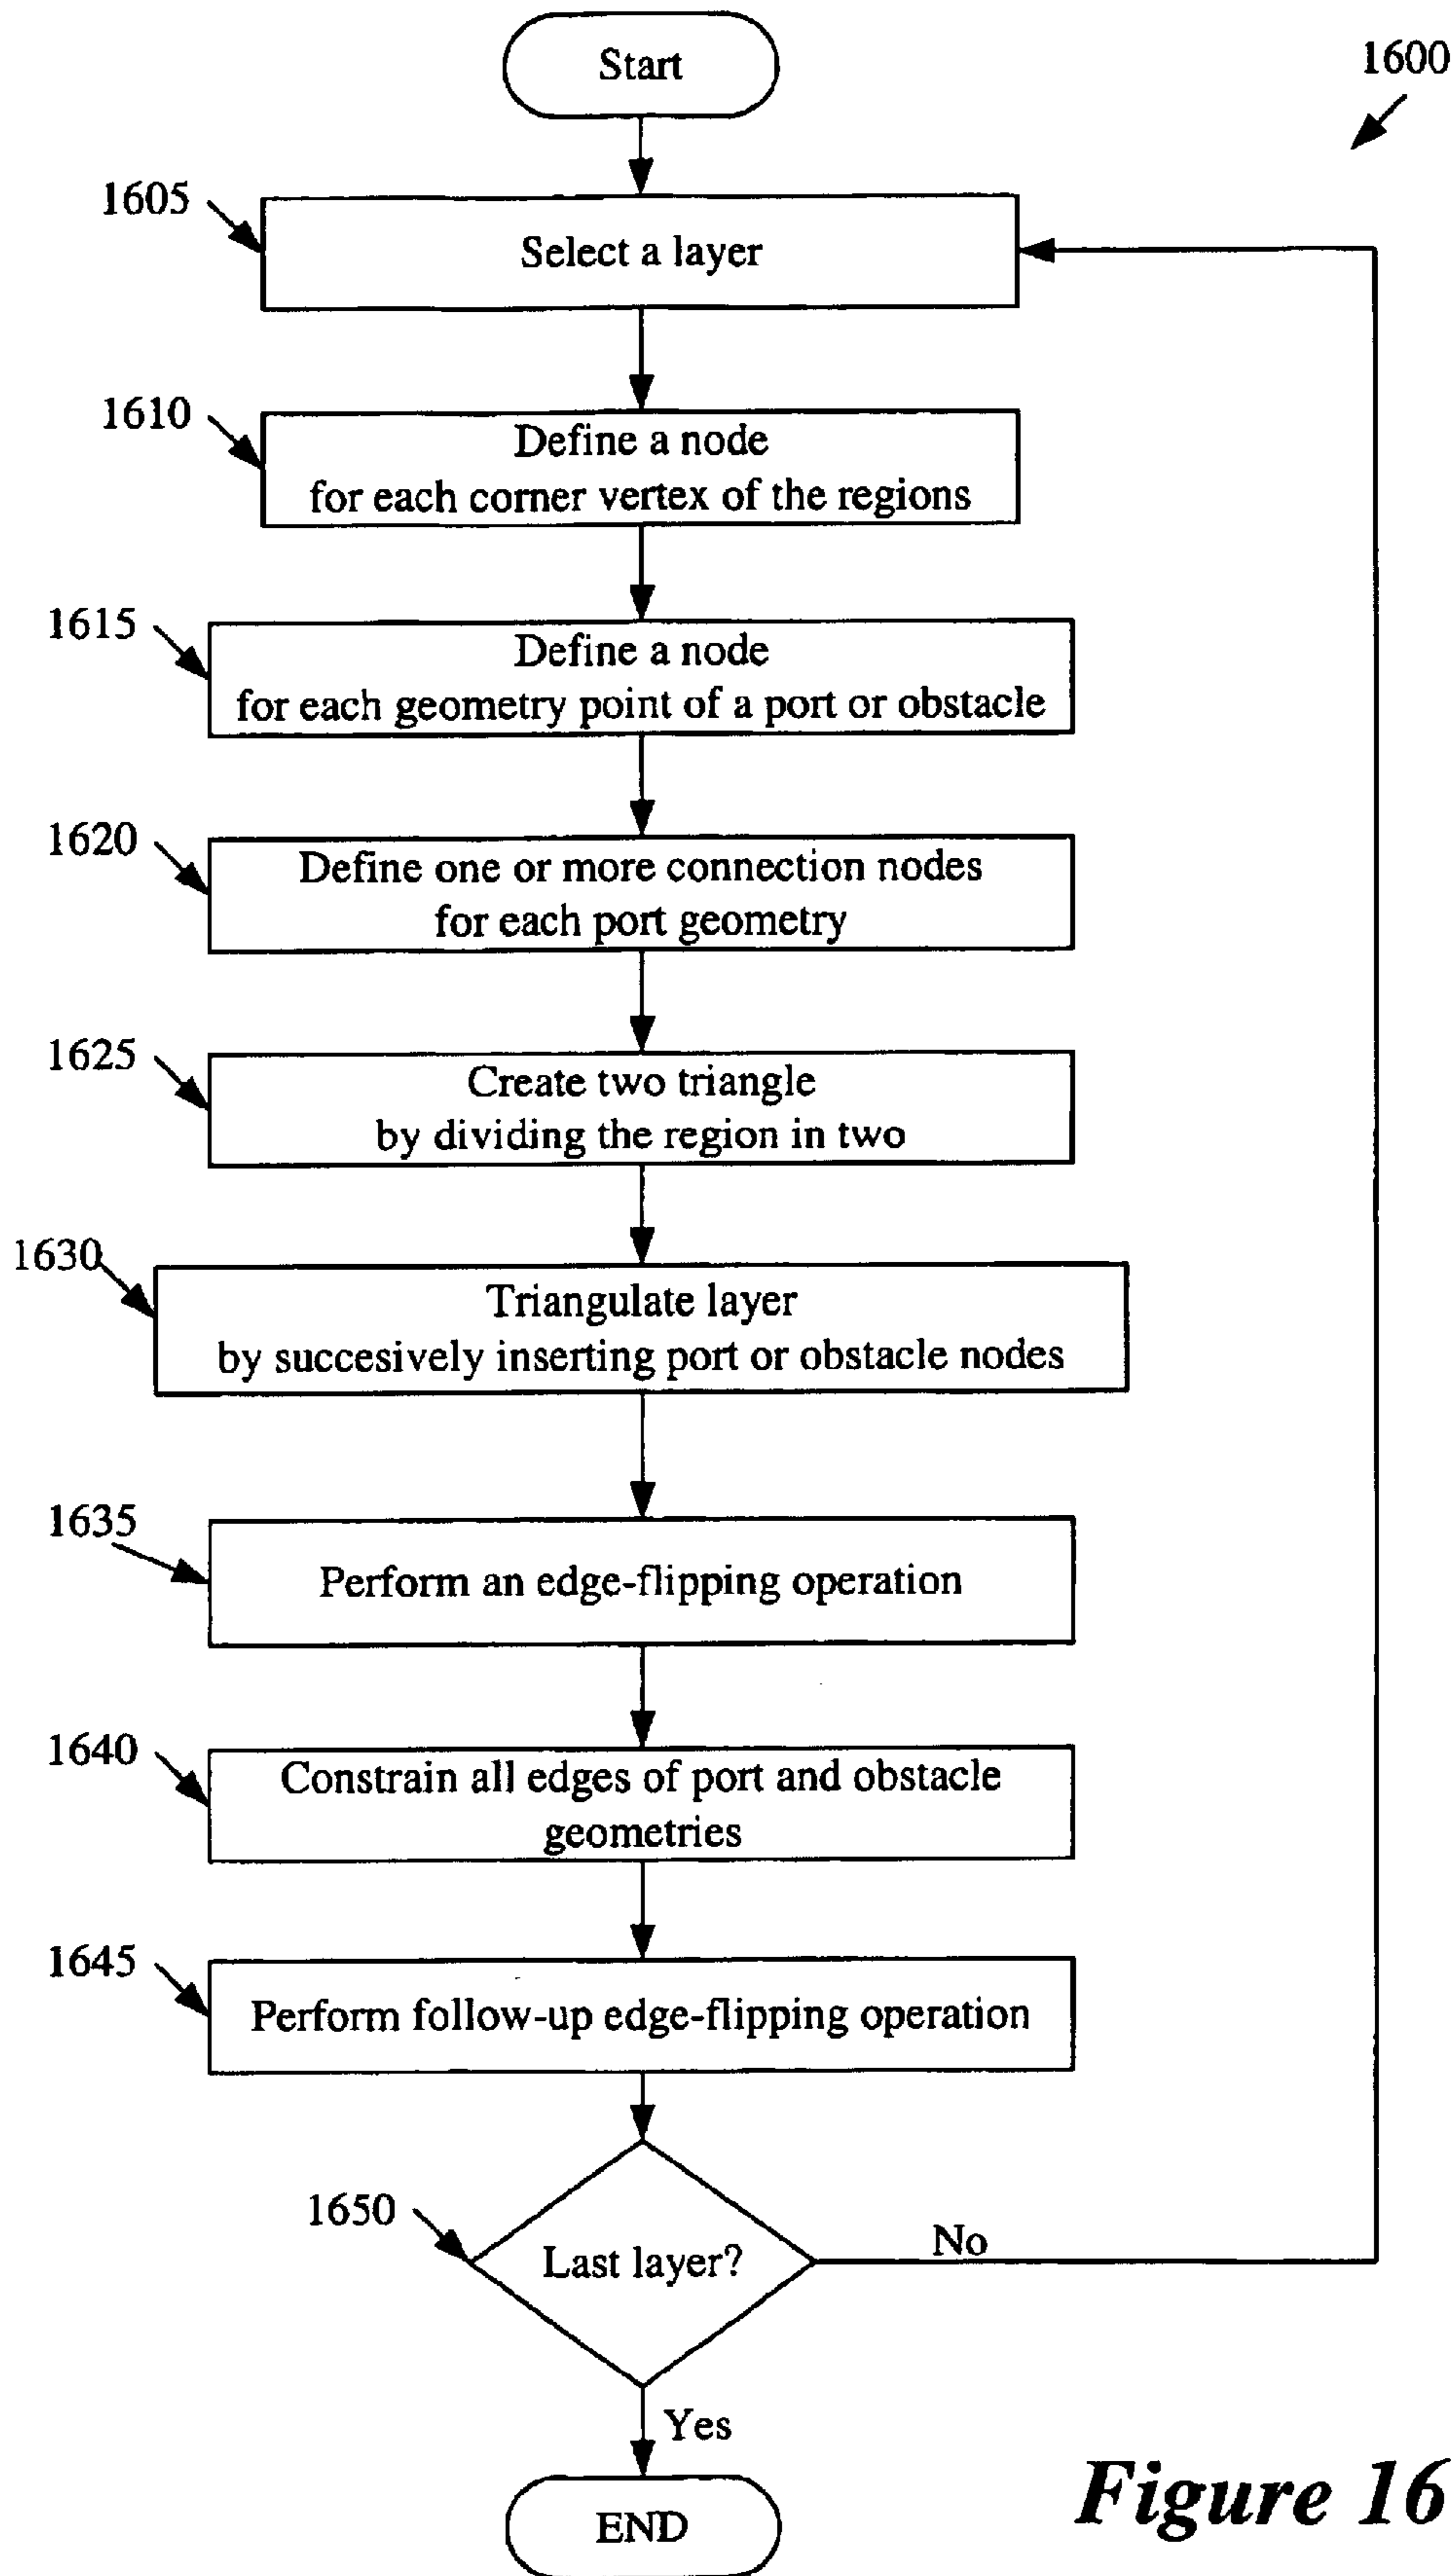 Start
1600
1605
Select a layer
1610
Define a node
for each corner vertex of the regions
1615
Define a node
for each geometry point of a port or obstacle
1620
Define one or more connection nodes
for each port geometry
1625
Create two triangle
by dividing the region in two
1630
Triangulate layer
by succesively inserting port or obstacle nodes
1635
Perform an edge-flipping operation
1640
Constrain all edges of port and obstacle
geometries
1645
Perform follow-up edge-flipping operation
1650
Last layer?
No
Yes
END
Figure 16